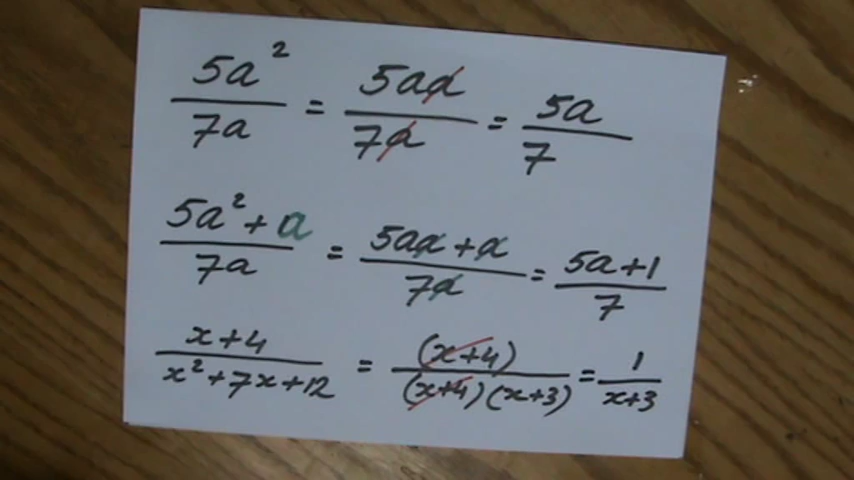 5a²/7a = 5aa/7a = 5a/7
5a² + a/7a = 5aa + a/7a = 5a+1/7
x+4/x²+7x+12 = (x+4)/(x+4)(x+3) = 1/x+3